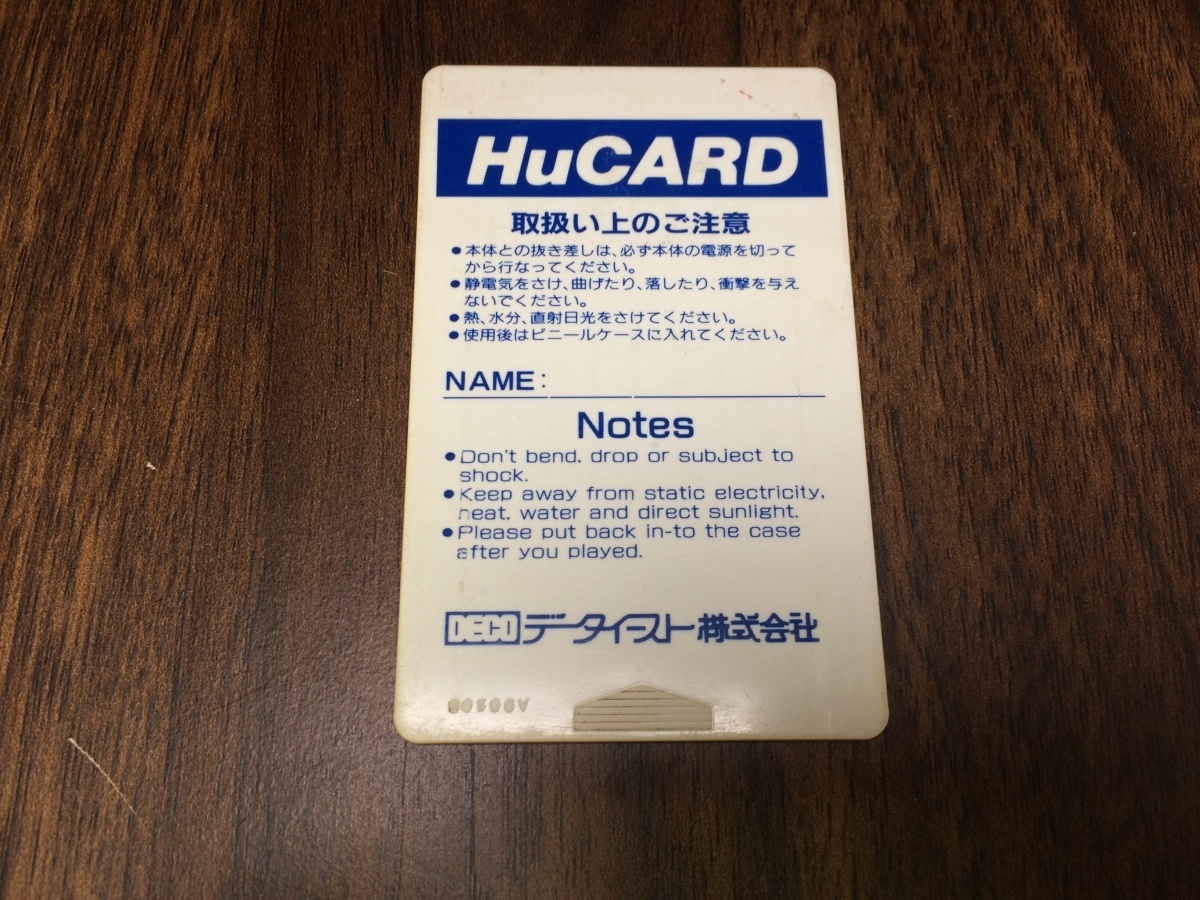 HuCARD
取扱い上のご注意
●本体との抜き差しは、必ず本体の電源を切って
から行なってください。
●静電気をさけ、曲げたり、落したり、衝撃を与え
ないでください。
●熱、水分、直射日光をさけてください。
●使用後はビニールケースに入れてください。
NAME:
Notes
●Don't bend, drop or subject to
shock.
●Keep away from static electricity,
heat, water and direct sunlight.
●Please put back in-to the case
after you played.
DECO データイースト株式会社